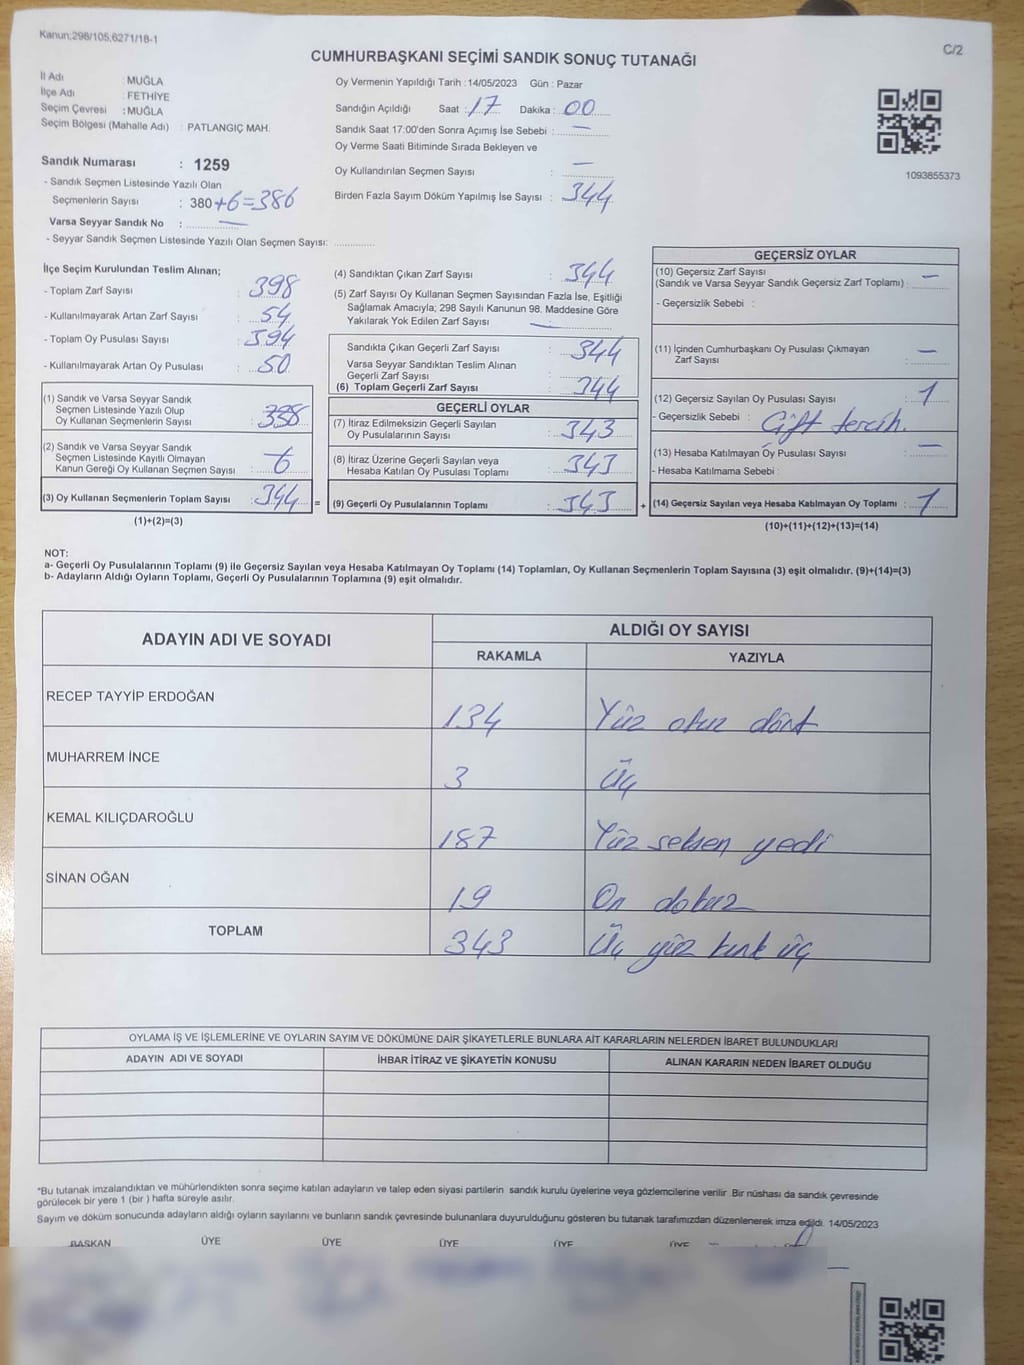 Kanun:298/105,6271/18-1
C/2
CUMHURBAŞKANI SEÇİMİ SANDIK SONUÇ TUTANAĞI
İl Adı : MUĞLA
İlçe Adı : FETHİYE
Seçim Çevresi : MUĞLA
Seçim Bölgesi (Mahalle Adı) : PATLANGIÇ MAH.
Sandık Numarası : 1259
- Sandık Seçmen Listesinde Yazılı Olan
Seçmenlerin Sayısı : 380 +6=386
Varsa Seyyar Sandık No : —
- Seyyar Sandık Seçmen Listesinde Yazılı Olan Seçmen Sayısı: ..............
Oy Vermenin Yapıldığı Tarih :14/05/2023 Gün : Pazar
Sandığın Açıldığı Saat : 17 Dakika : 00
Sandık Saat 17:00'den Sonra Açımış İse Sebebi : —
Oy Verme Saati Bitiminde Sırada Bekleyen ve
Oy Kullandırılan Seçmen Sayısı : —
Birden Fazla Sayım Döküm Yapılmış İse Sayısı : 344
1093855373
İlçe Seçim Kurulundan Teslim Alınan;
- Toplam Zarf Sayısı : 398
- Kullanılmayarak Artan Zarf Sayısı : 54
- Toplam Oy Pusulası Sayısı : 394
- Kullanılmayarak Artan Oy Pusulası : 50
(1) Sandık ve Varsa Seyyar Sandık
Seçmen Listesinde Yazılı Olup
Oy Kullanan Seçmenlerin Sayısı : 338
(2) Sandık ve Varsa Seyyar Sandık
Seçmen Listesinde Kayıtlı Olmayan
Kanun Gereği Oy Kullanan Seçmen Sayısı : 6
(3) Oy Kullanan Seçmenlerin Toplam Sayısı : 344 =
(1)+(2)=(3)
(4) Sandıktan Çıkan Zarf Sayısı : 344
(5) Zarf Sayısı Oy Kullanan Seçmen Sayısından Fazla İse, Eşitliği
Sağlamak Amacıyla; 298 Sayılı Kanunun 98. Maddesine Göre
Yakılarak Yok Edilen Zarf Sayısı —
Sandıkta Çıkan Geçerli Zarf Sayısı : 344
Varsa Seyyar Sandıktan Teslim Alınan
Geçerli Zarf Sayısı :
(6) Toplam Geçerli Zarf Sayısı : 344
GEÇERLİ OYLAR
(7) İtiraz Edilmeksizin Geçerli Sayılan
Oy Pusulalarının Sayısı : 343
(8) İtiraz Üzerine Geçerli Sayılan veya
Hesaba Katılan Oy Pusulası Toplamı : 343
(9) Geçerli Oy Pusulalarının Toplamı : 343 +
GEÇERSİZ OYLAR
(10) Geçersiz Zarf Sayısı
(Sandık ve Varsa Seyyar Sandık Geçersiz Zarf Toplamı) : —
- Geçersizlik Sebebi :
(11) İçinden Cumhurbaşkanı Oy Pusulası Çıkmayan
Zarf Sayısı : —
(12) Geçersiz Sayılan Oy Pusulası Sayısı : 1
- Geçersizlik Sebebi : Çift tercih.
(13) Hesaba Katılmayan Oy Pusulası Sayısı : —
- Hesaba Katılmama Sebebi :
(14) Geçersiz Sayılan veya Hesaba Katılmayan Oy Toplamı : 1
(10)+(11)+(12)+(13)=(14)
NOT:
a- Geçerli Oy Pusulalarının Toplamı (9) ile Geçersiz Sayılan veya Hesaba Katılmayan Oy Toplamı (14) Toplamları, Oy Kullanan Seçmenlerin Toplam Sayısına (3) eşit olmalıdır. (9)+(14)=(3)
b- Adayların Aldığı Oyların Toplamı, Geçerli Oy Pusulalarının Toplamına (9) eşit olmalıdır.
ADAYIN ADI VE SOYADI ALDIĞI OY SAYISI
RAKAMLA YAZIYLA
RECEP TAYYİP ERDOĞAN 134 Yüz otuz dört
MUHARREM İNCE 3 Üç
KEMAL KILIÇDAROĞLU 187 Yüz seksen yedi
SİNAN OĞAN 19 On dokuz
TOPLAM 343 Üç yüz kırk üç
OYLAMA İŞ VE İŞLEMLERİNE VE OYLARIN SAYIM VE DÖKÜMÜNE DAİR ŞİKAYETLERLE BUNLARA AİT KARARLARIN NELERDEN İBARET BULUNDUKLARI
ADAYIN ADI VE SOYADI İHBAR İTİRAZ VE ŞİKAYETİN KONUSU ALINAN KARARIN NEDEN İBARET OLDUĞU
*Bu tutanak imzalandıktan ve mühürlendikten sonra seçime katılan adayların ve talep eden siyasi partilerin sandık kurulu üyelerine veya gözlemcilerine verilir. Bir nüshası da sandık çevresinde
görülecek bir yere 1 (bir ) hafta süreyle asılır.
Sayım ve döküm sonucunda adayların aldığı oyların sayılarını ve bunların sandık çevresinde bulunanlara duyurulduğunu gösteren bu tutanak tarafımızdan düzenlenerek imza edildi. 14/05/2023
BAŞKAN ÜYE ÜYE ÜYE ÜYE ÜYE